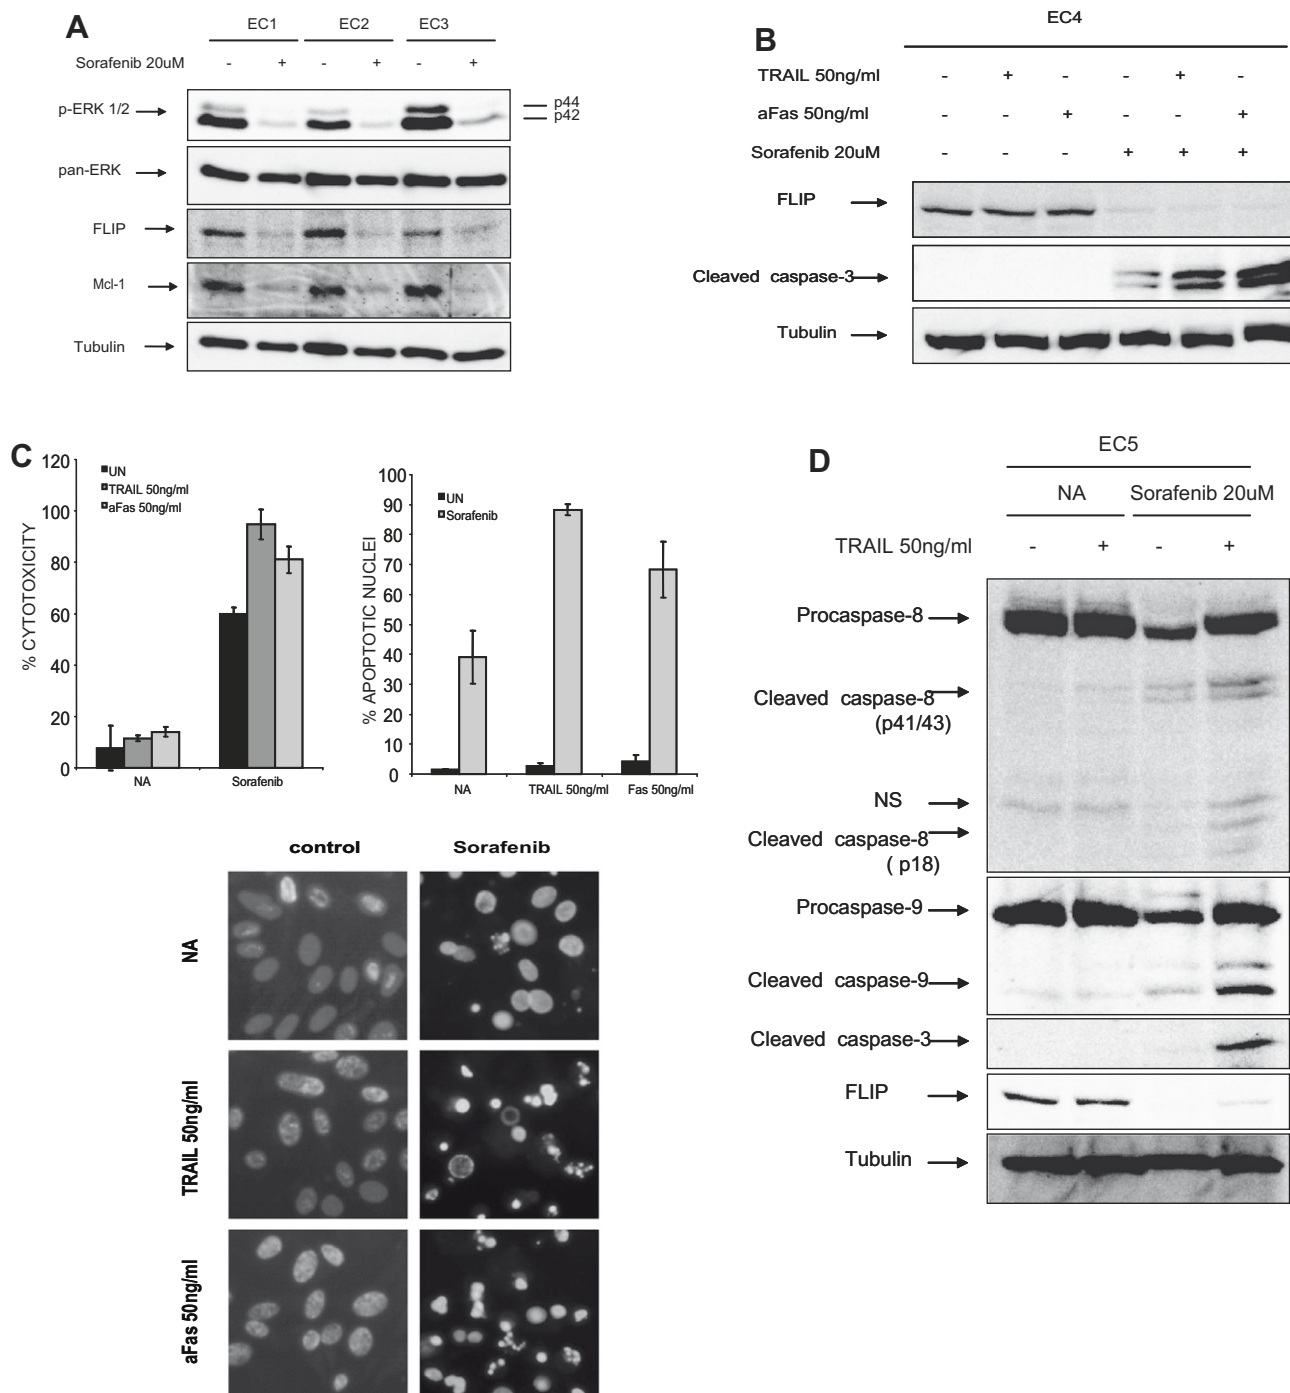 A
EC1 EC2 EC3
Sorafenib 20uM - + - + - +
p-ERK 1/2
p44
p42
pan-ERK
FLIP
Mcl-1
Tubulin
B
EC4
TRAIL 50ng/ml - + - - + -
aFas 50ng/ml - - + - - +
Sorafenib 20uM - - - + + +
FLIP
Cleaved caspase-3
Tubulin
C
% CYTOTOXICITY
120
100
80
60
40
20
0
UN
TRAIL 50ng/ml
aFas 50ng/ml
NA Sorafenib
% APOPTOTIC NUCLEI
100
90
80
70
60
50
40
30
20
10
0
UN
Sorafenib
NA TRAIL 50ng/ml Fas 50ng/ml
control Sorafenib
NA
TRAIL 50ng/ml
aFas 50ng/ml
D
EC5
NA Sorafenib 20uM
TRAIL 50ng/ml - + - +
Procaspase-8
Cleaved caspase-8
(p41/43)
NS
Cleaved caspase-8
( p18)
Procaspase-9
Cleaved caspase-9
Cleaved caspase-3
FLIP
Tubulin